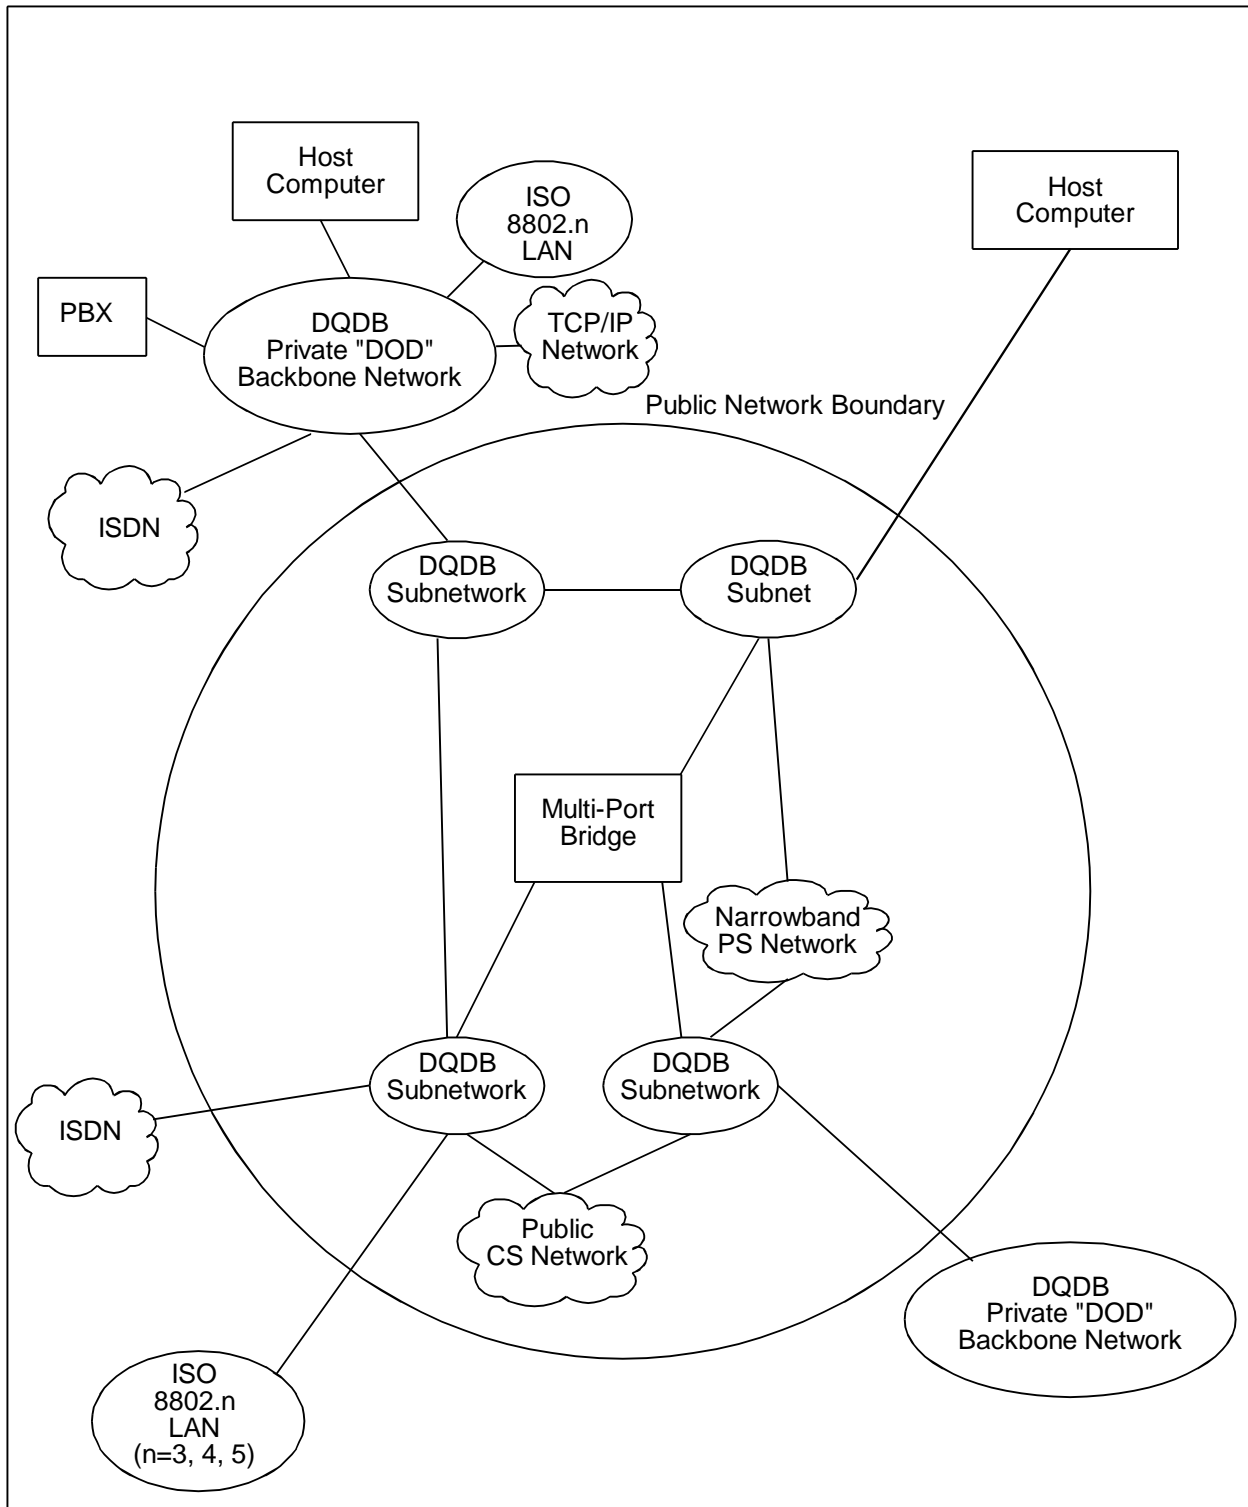 Host
Computer
ISO
8802.n
LAN
Host
Computer
PBX
DQDB
Private "DOD"
Backbone Network
TCP/IP
Network
Public Network Boundary
ISDN
DQDB
Subnetwork
DQDB
Subnet
Multi-Port
Bridge
Narrowband
PS Network
DQDB
Subnetwork
DQDB
Subnetwork
ISDN
Public
CS Network
DQDB
Private "DOD"
Backbone Network
ISO
8802.n
LAN
(n=3, 4, 5)